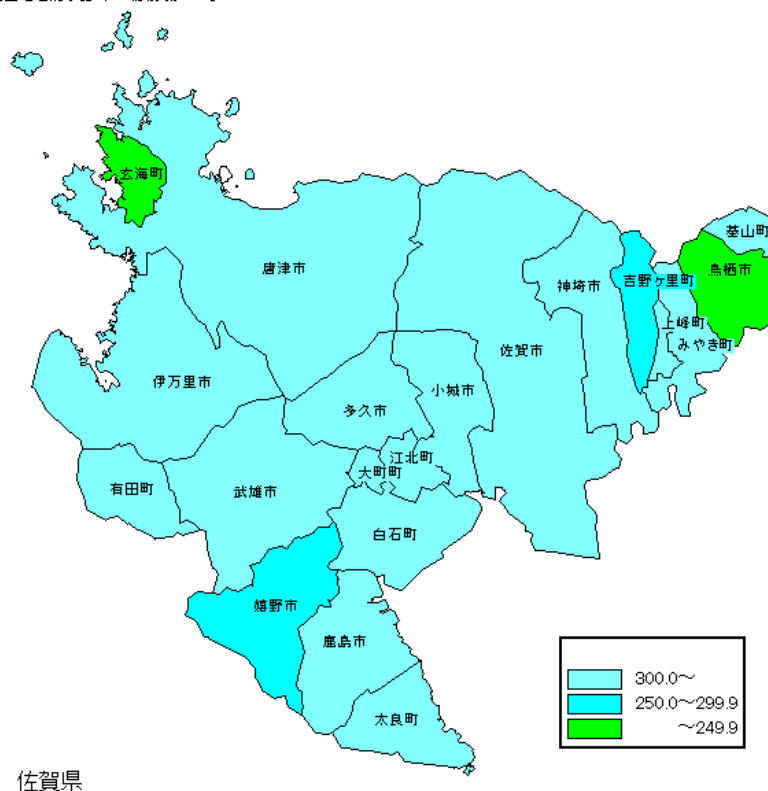 玄海町
基山町
鳥栖市
唐津市
神埼市
吉野ヶ里町
上峰町
みやき町
佐賀市
伊万里市
小城市
多久市
江北町
大町町
有田町
武雄市
白石町
嬉野市
鹿島市
太良町
300.0～
250.0～299.9
～249.9
佐賀県